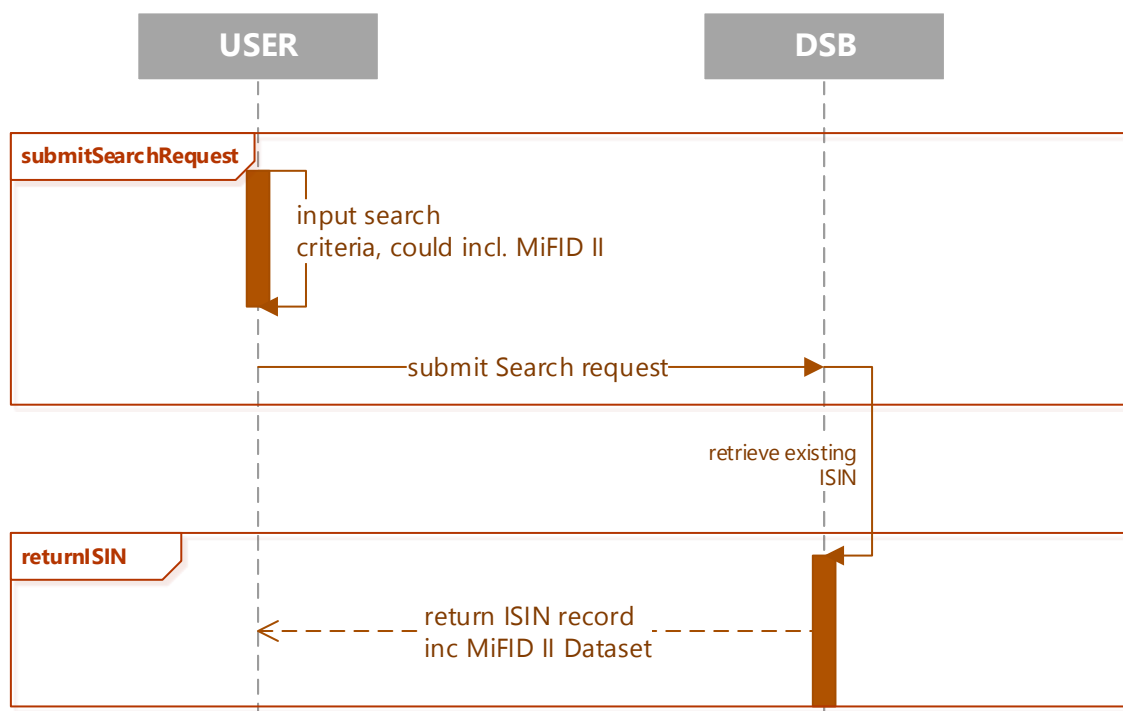 USER
DSB
submitSearchRequest
input search
criteria, could incl. MiFID II
submit Search request
retrieve existing
ISIN
returnISIN
return ISIN record
inc MiFID II Dataset